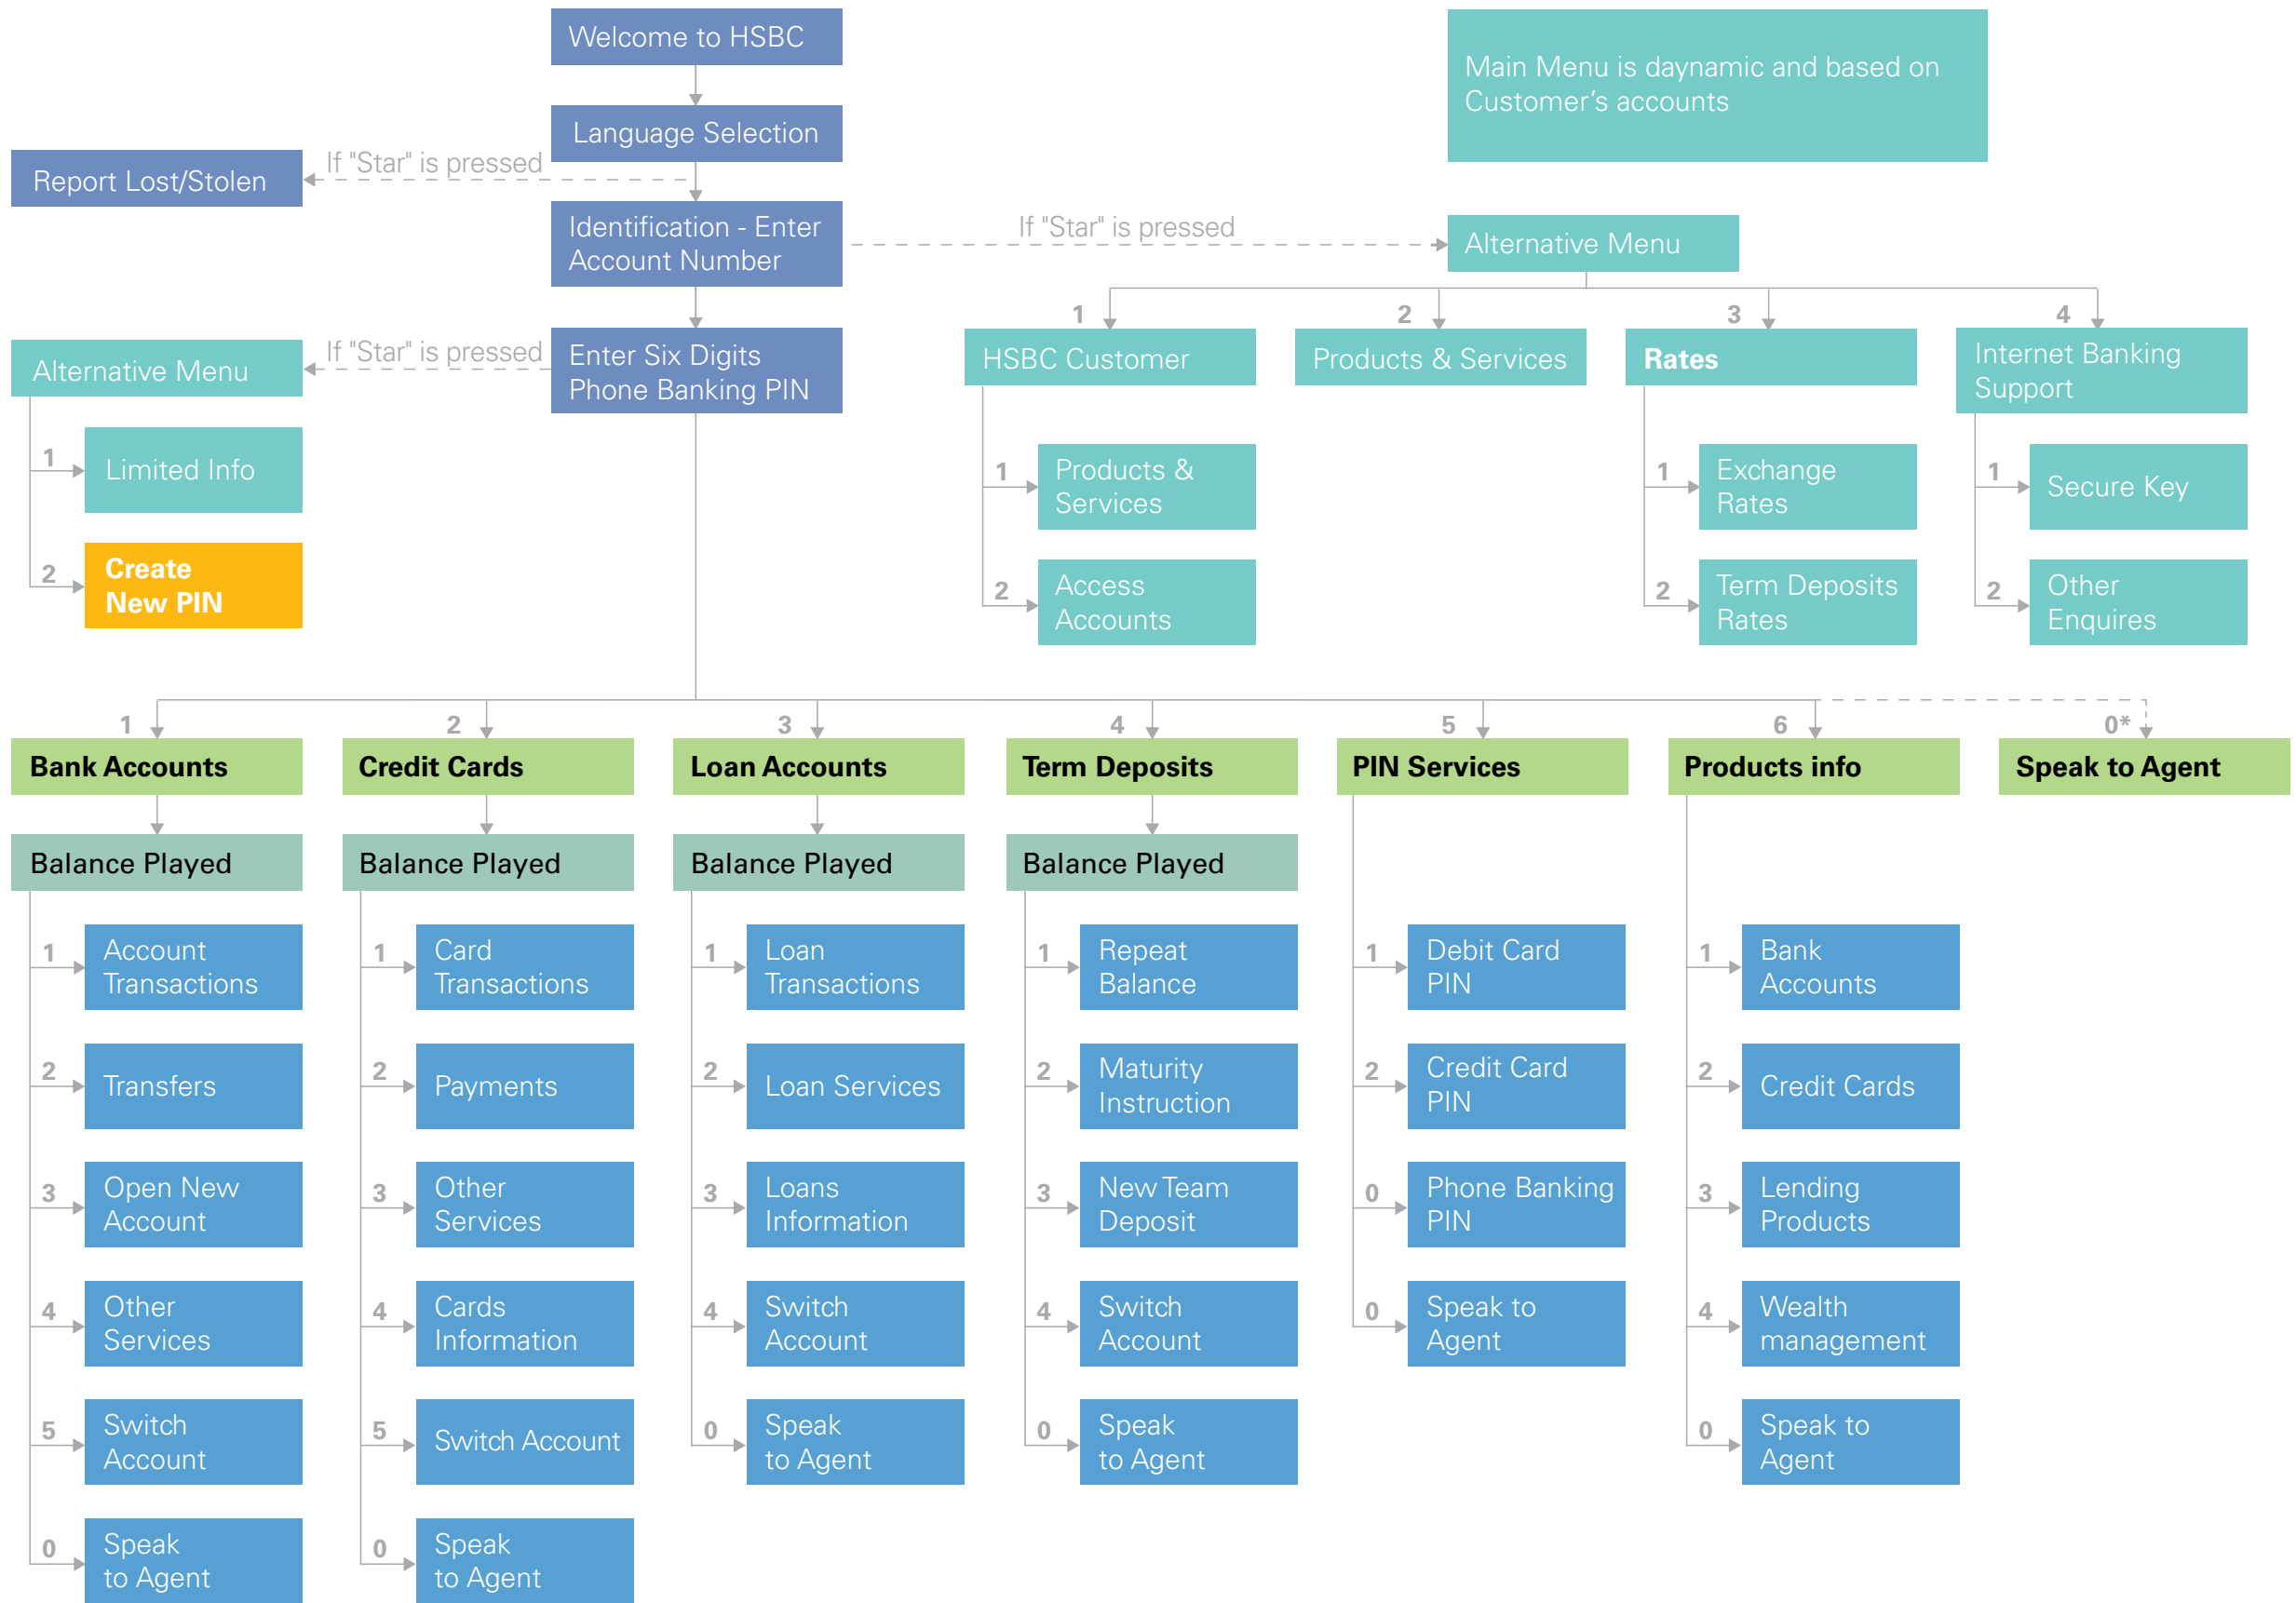 Welcome to HSBC
Main Menu is daynamic and based on
Customer's accounts
Language Selection
If "Star" is pressed
Report Lost/Stolen
Identification - Enter
Account Number
If "Star" is pressed
Alternative Menu
1
2
3
4
If "Star" is pressed
Alternative Menu
Enter Six Digits
Phone Banking PIN
HSBC Customer
Products & Services
Rates
Internet Banking
Support
1
Limited Info
2
Create
New PIN
1
Products &
Services
2
Access
Accounts
1
Exchange
Rates
2
Term Deposits
Rates
1
Secure Key
2
Other
Enquires
1
2
3
4
5
6
0*
Bank Accounts
Credit Cards
Loan Accounts
Term Deposits
PIN Services
Products info
Speak to Agent
Balance Played
Balance Played
Balance Played
Balance Played
1
Account
Transactions
2
Transfers
3
Open New
Account
4
Other
Services
5
Switch
Account
0
Speak
to Agent
1
Card
Transactions
2
Payments
3
Other
Services
4
Cards
Information
5
Switch Account
0
Speak
to Agent
1
Loan
Transactions
2
Loan Services
3
Loans
Information
4
Switch
Account
0
Speak
to Agent
1
Repeat
Balance
2
Maturity
Instruction
3
New Team
Deposit
4
Switch
Account
0
Speak
to Agent
1
Debit Card
PIN
2
Credit Card
PIN
0
Phone Banking
PIN
0
Speak to
Agent
1
Bank
Accounts
2
Credit Cards
3
Lending
Products
4
Wealth
management
0
Speak to
Agent